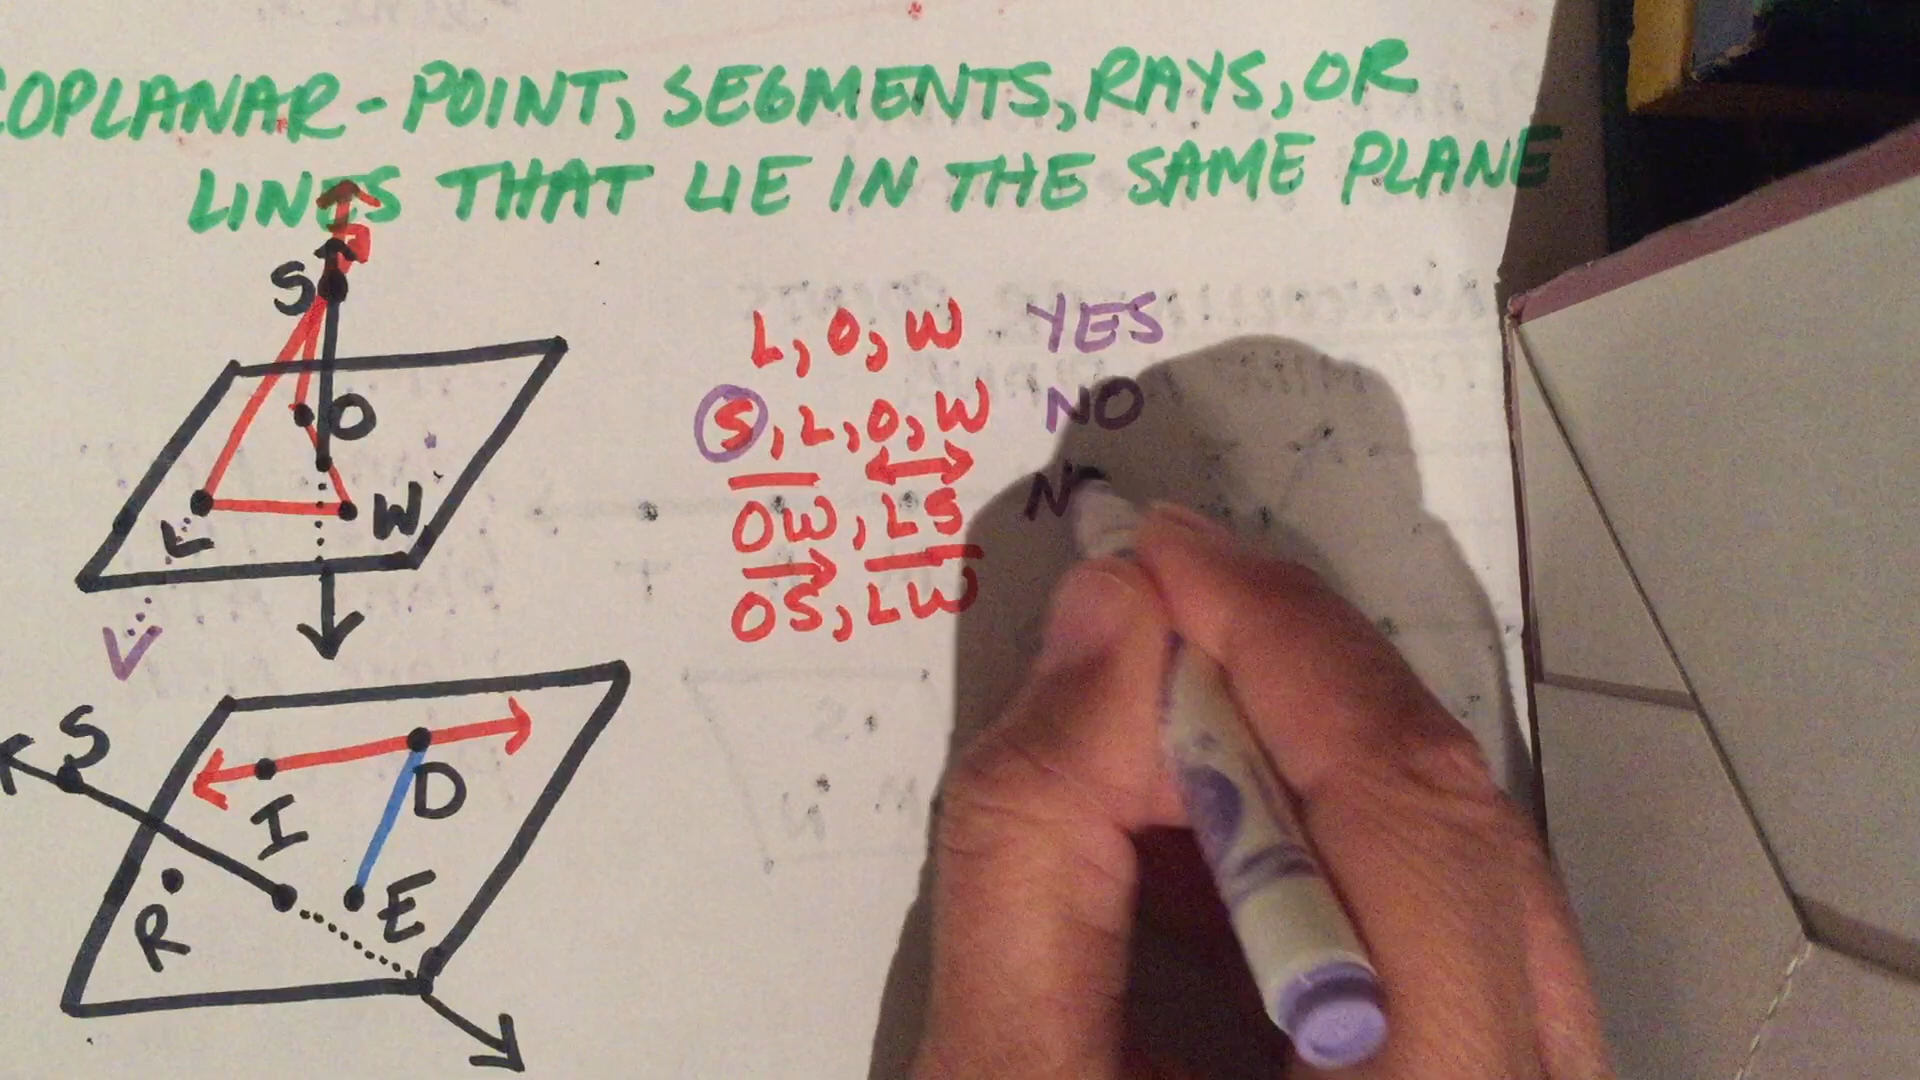 COPLANAR - POINT, SEGMENTS, RAYS, OR
LINES THAT LIE IN THE SAME PLANE
S
O
L
W
V
L, O, W YES
S, L, O, W NO
OW, LS N
OS, LW
S
I
D
R
E